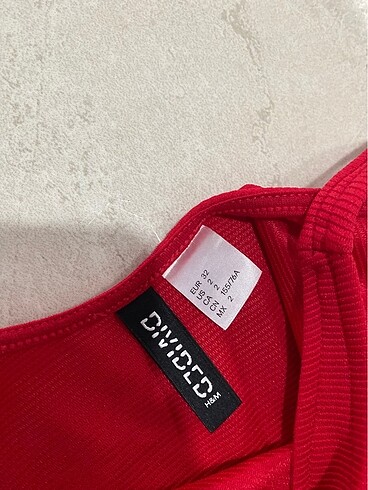 EUR 32
US 2
CA 2
CN 155/76A
MX 2
DIVIDED
H&M